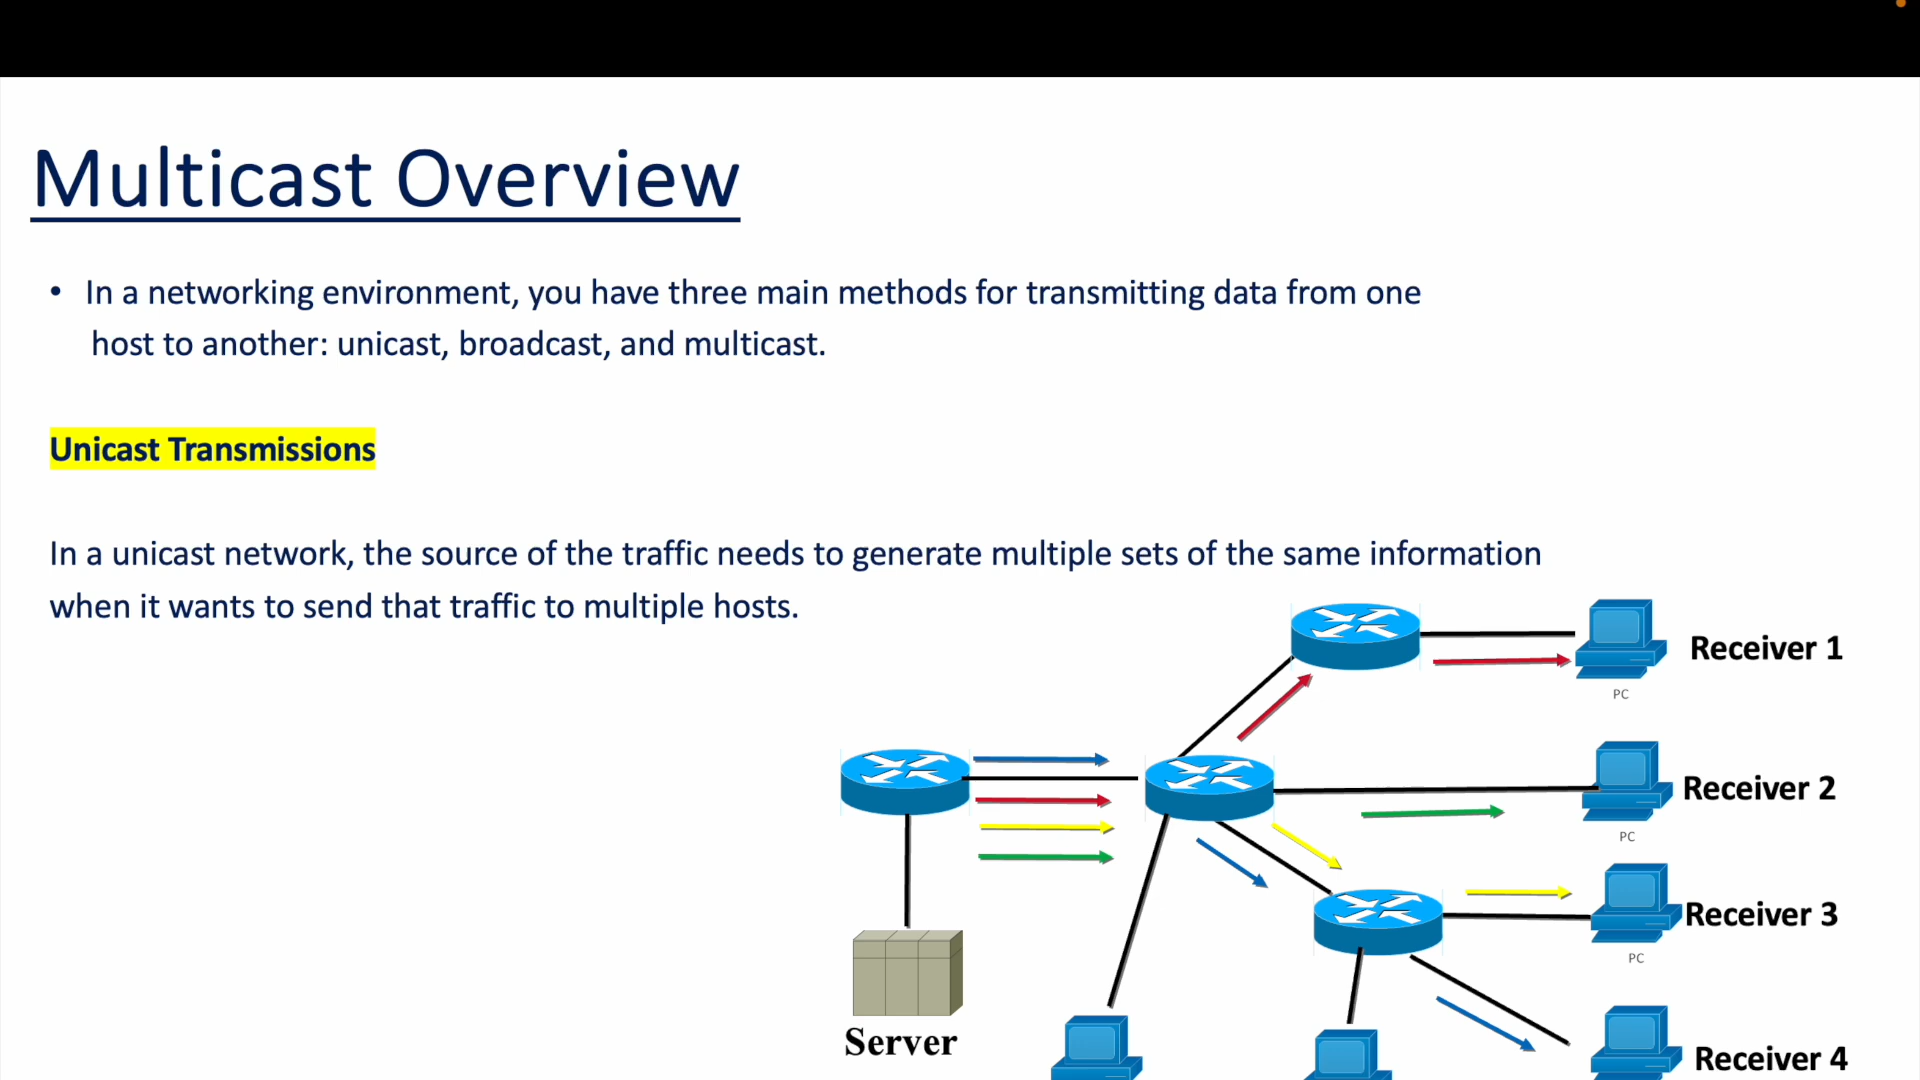 Multicast Overview
• In a networking environment, you have three main methods for transmitting data from one
host to another: unicast, broadcast, and multicast.
Unicast Transmissions
In a unicast network, the source of the traffic needs to generate multiple sets of the same information
when it wants to send that traffic to multiple hosts.
Receiver 1
PC
Receiver 2
PC
Receiver 3
PC
Server
Receiver 4